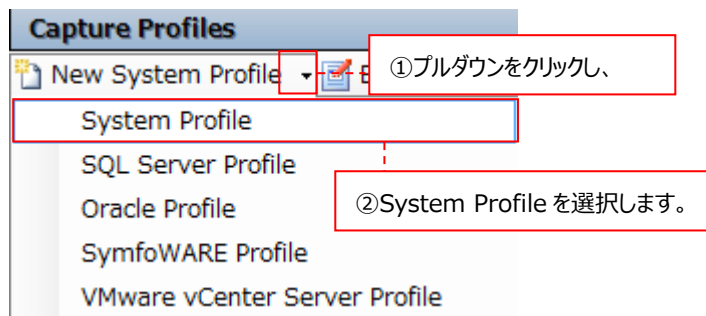 Capture Profiles
New System Profile
①プルダウンをクリックし、
System Profile
SQL Server Profile
Oracle Profile
②System Profile を選択します。
SymfoWARE Profile
VMware vCenter Server Profile